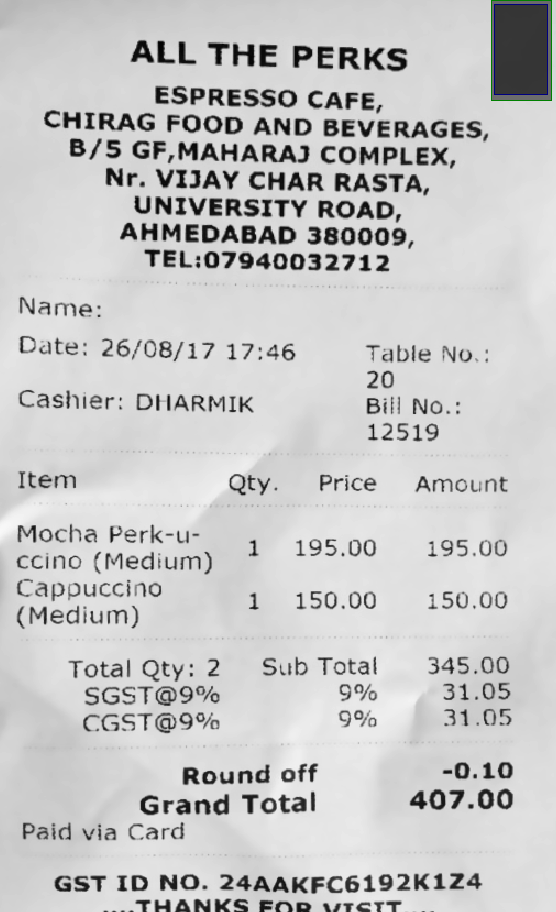 ALL THE PERKS
ESPRESSO CAFE,
CHIRAG FOOD AND BEVERAGES,
B/5 GF,MAHARAJ COMPLEX,
Nr. VIJAY CHAR RASTA,
UNIVERSITY ROAD,
AHMEDABAD 380009,
TEL:07940032712
Name:
Date: 26/08/17 17:46 Table No.:
20
Cashier: DHARMIK Bill No.:
12519
Item Qty. Price Amount
Mocha Perk-u-
ccino (Medium) 1 195.00 195.00
Cappuccino
(Medium) 1 150.00 150.00
Total Qty: 2 Sub Total 345.00
SGST@9% 9% 31.05
CGST@9% 9% 31.05
Round off -0.10
Grand Total 407.00
Paid via Card
GST ID NO. 24AAKFC6192K1Z4
....THANKS FOR VISIT....